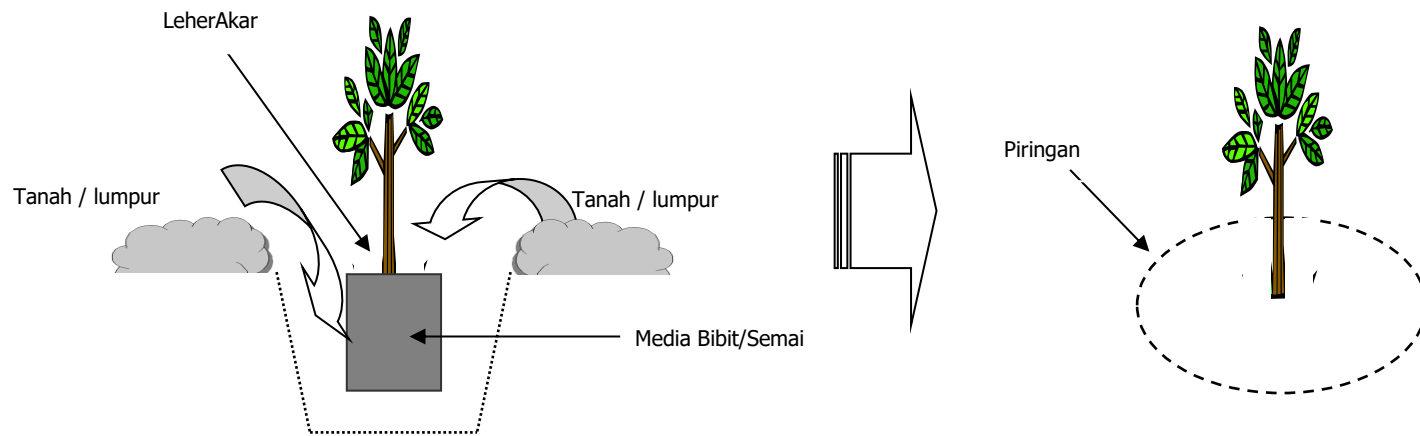 LeherAkar
Tanah / lumpur
Tanah / lumpur
Media Bibit/Semai
Piringan